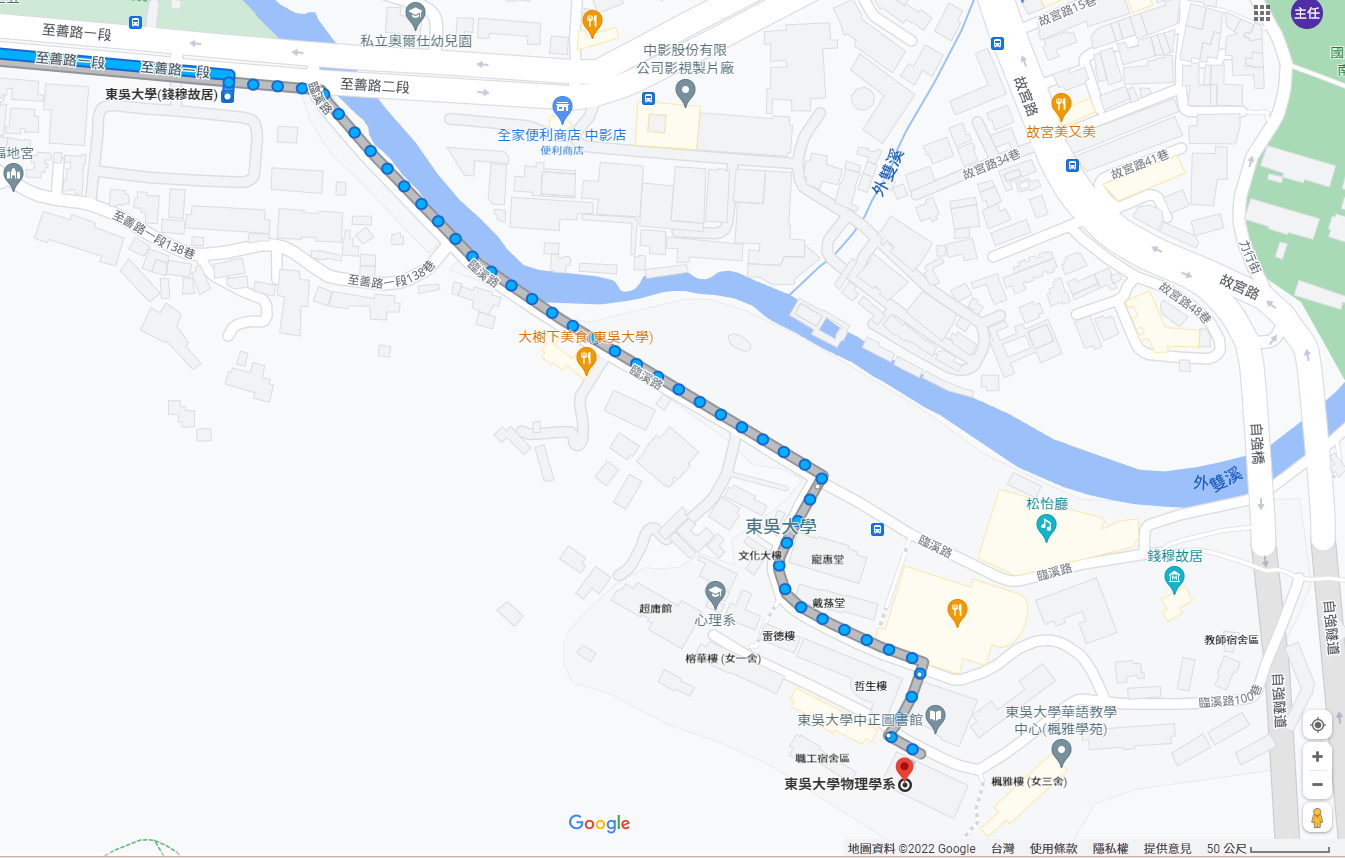 至善路一段
私立奧爾仕幼兒園
故宮路15巷
主任
中影股份有限
公司影視製片廠
至善路一段
至善路一段
東吳大學(錢穆故居)
臨溪路
至善路二段
全家便利商店 中影店
便利商店
故宮路
故宮美又美
福地宮
外雙溪
故宮路34巷
故宮路41巷
至善路一段138巷
至善路一段138巷
臨溪路
力行街
故宮路
故宮路48巷
大樹下美食(東吳大學)
臨溪路
自強橋
外雙溪
松怡廳
東吳大學
文化大樓
寵惠堂
臨溪路
臨溪路
錢穆故居
超庸館
心理系
戴蓀堂
雷德樓
榕華樓 (女一舍)
教師宿舍區
自強隧道
哲生樓
東吳大學中正圖書館
東吳大學華語教學
中心(楓雅學苑)
臨溪路100巷
自強隧道
職工宿舍區
東吳大學物理學系
楓雅樓 (女三舍)
Google
地圖資料 ©2022 Google 台灣 使用條款 隱私權 提供意見 50 公尺